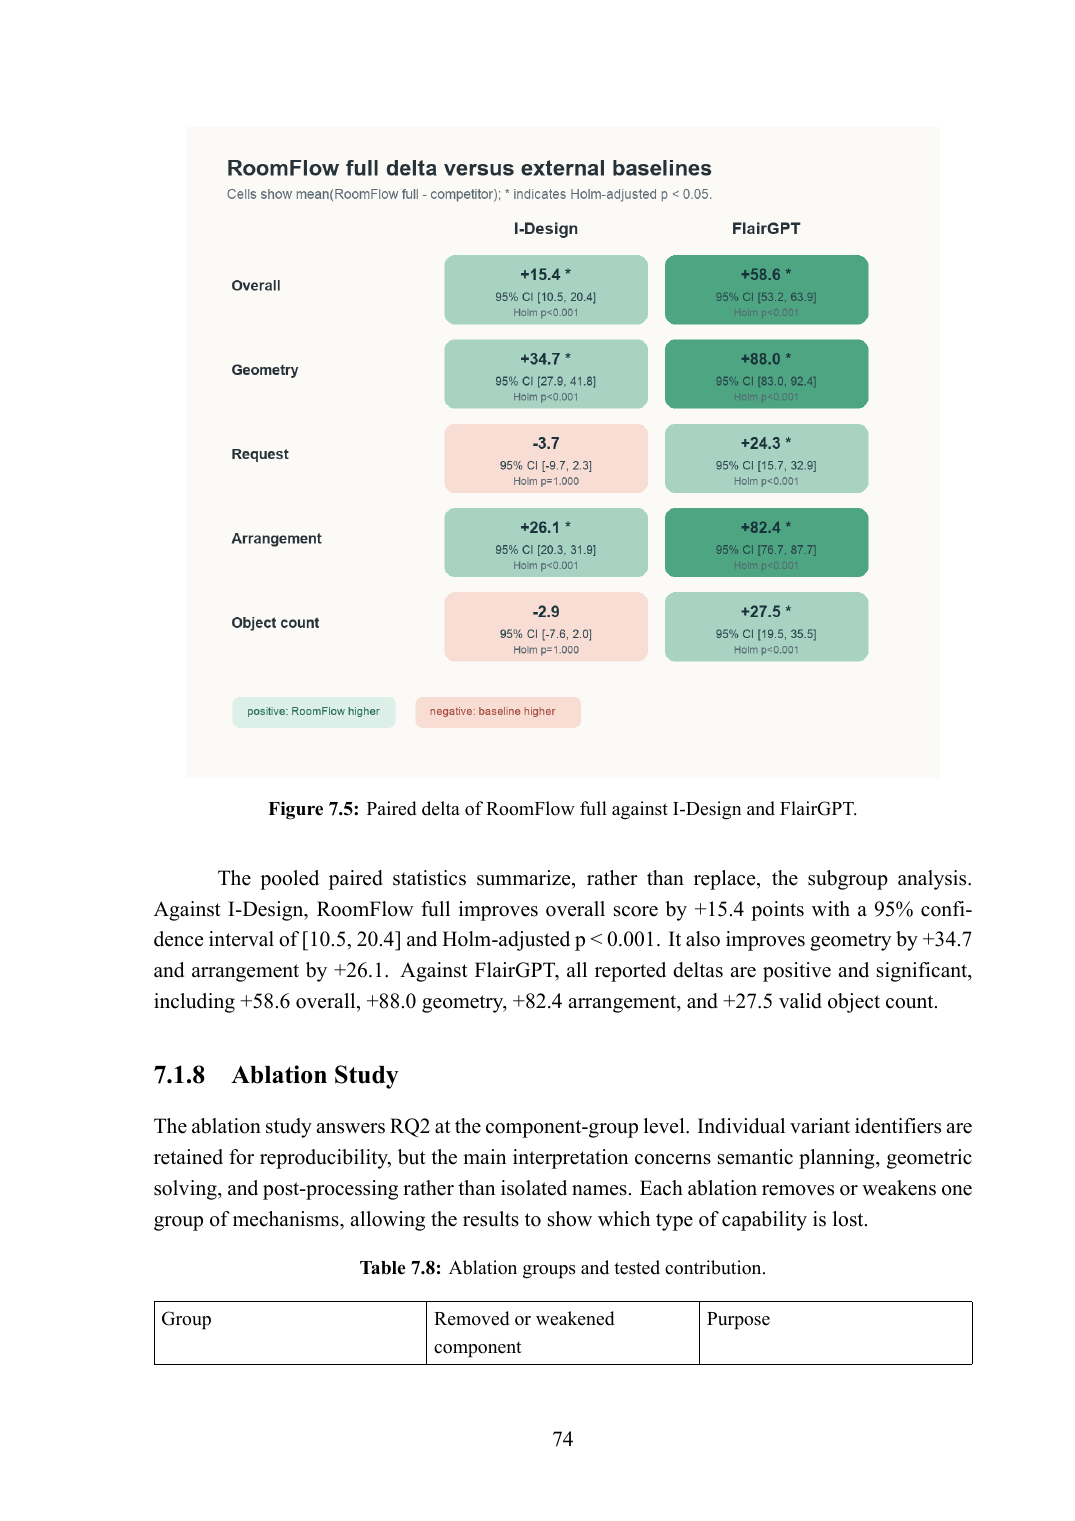 RoomFlow full delta versus external baselines
Cells show mean(RoomFlow full - competitor); * indicates Holm-adjusted p < 0.05.
I-Design FlairGPT
Overall
+15.4 *
95% CI [10.5, 20.4]
Holm p<0.001
+58.6 *
95% CI [53.2, 63.9]
Holm p<0.001
Geometry
+34.7 *
95% CI [27.9, 41.8]
Holm p<0.001
+88.0 *
95% CI [83.0, 92.4]
Holm p<0.001
Request
-3.7
95% CI [-9.7, 2.3]
Holm p=1.000
+24.3 *
95% CI [15.7, 32.9]
Holm p<0.001
Arrangement
+26.1 *
95% CI [20.3, 31.9]
Holm p<0.001
+82.4 *
95% CI [76.7, 87.7]
Holm p<0.001
Object count
-2.9
95% CI [-7.6, 2.0]
Holm p=1.000
+27.5 *
95% CI [19.5, 35.5]
Holm p<0.001
positive: RoomFlow higher
negative: baseline higher
Figure 7.5: Paired delta of RoomFlow full against I-Design and FlairGPT.
The pooled paired statistics summarize, rather than replace, the subgroup analysis.
Against I-Design, RoomFlow full improves overall score by +15.4 points with a 95% confi-
dence interval of [10.5, 20.4] and Holm-adjusted p < 0.001. It also improves geometry by +34.7
and arrangement by +26.1. Against FlairGPT, all reported deltas are positive and significant,
including +58.6 overall, +88.0 geometry, +82.4 arrangement, and +27.5 valid object count.
7.1.8 Ablation Study
The ablation study answers RQ2 at the component-group level. Individual variant identifiers are
retained for reproducibility, but the main interpretation concerns semantic planning, geometric
solving, and post-processing rather than isolated names. Each ablation removes or weakens one
group of mechanisms, allowing the results to show which type of capability is lost.
Table 7.8: Ablation groups and tested contribution.
Group
Removed or weakened
component
Purpose
74